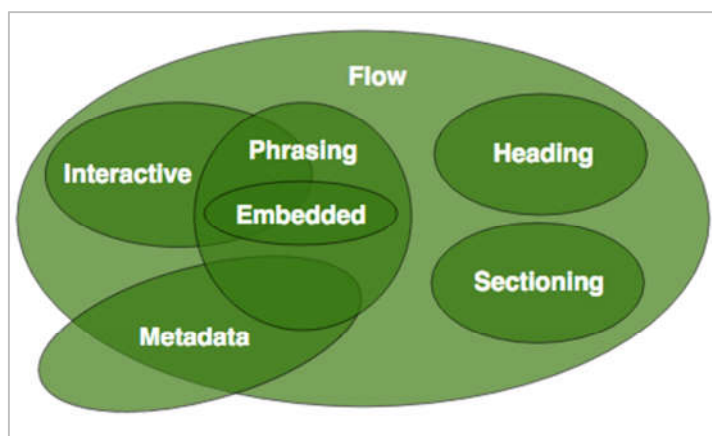 Flow
Interactive
Phrasing
Embedded
Heading
Sectioning
Metadata